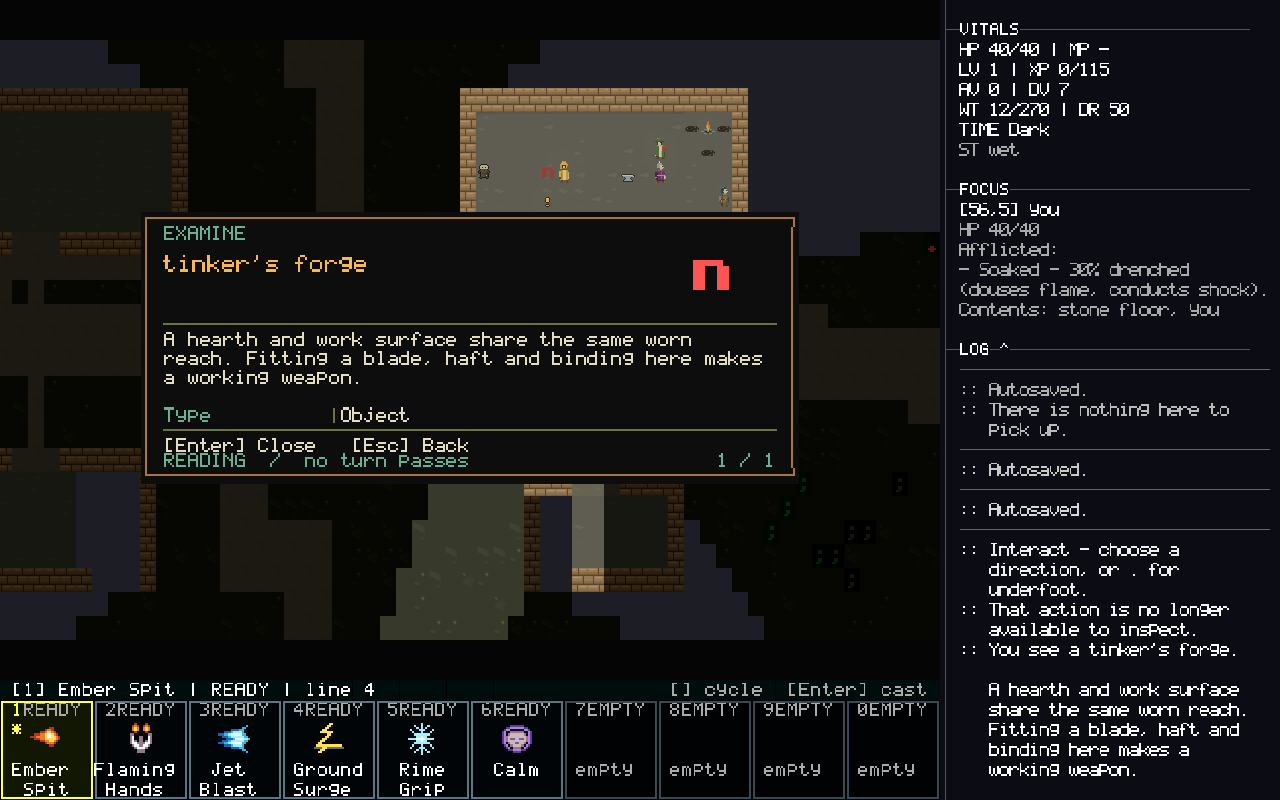 VITALS
HP 40/40 | MP -
LV 1 | XP 0/115
AV 0 | DV 7
WT 12/270 | DR 50
TIME Dark
ST wet
FOCUS
[56,5] You
HP 40/40
Afflicted:
- Soaked - 30% drenched
(douses flame, conducts shock).
Contents: stone floor, You
LOG ^
:: Autosaved.
:: There is nothing here to
Pick up.
:: Autosaved.
:: Autosaved.
:: Interact - choose a
direction, or . for
underfoot.
:: That action is no longer
available to inspect.
:: You see a tinker's forge.
A hearth and work surface
share the same worn reach.
Fitting a blade, haft and
binding here makes a
working weapon.
EXAMINE
tinker's forge
A hearth and work surface share the same worn
reach. Fitting a blade, haft and binding here makes
a working weapon.
Type |Object
[Enter] Close [Esc] Back
READING / no turn passes 1 / 1
[1] Ember Spit | READY | line 4 [] cycle [Enter] cast
1READY 2READY 3READY 4READY 5READY 6READY 7EMPTY 8EMPTY 9EMPTY 0EMPTY
*
Ember Flaming Jet Ground Rime Calm empty empty empty empty
Spit Hands Blast Surge Grip